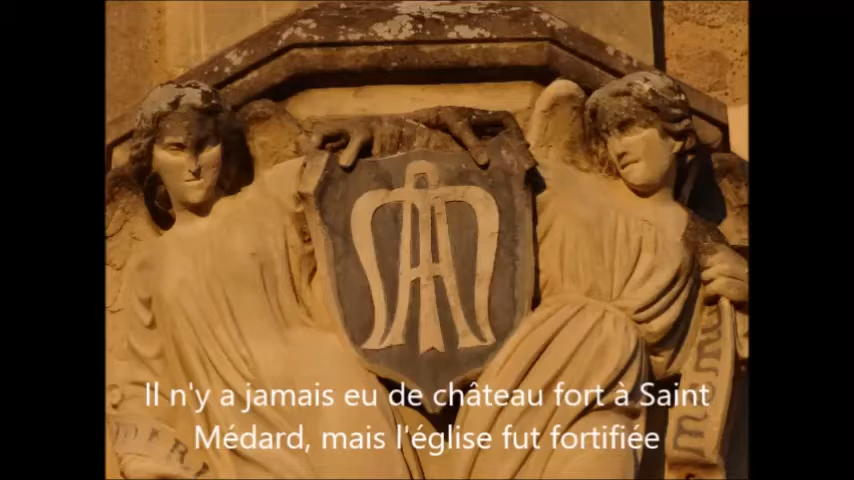 Il n'y a jamais eu de château fort à Saint
Médard, mais l'église fut fortifiée